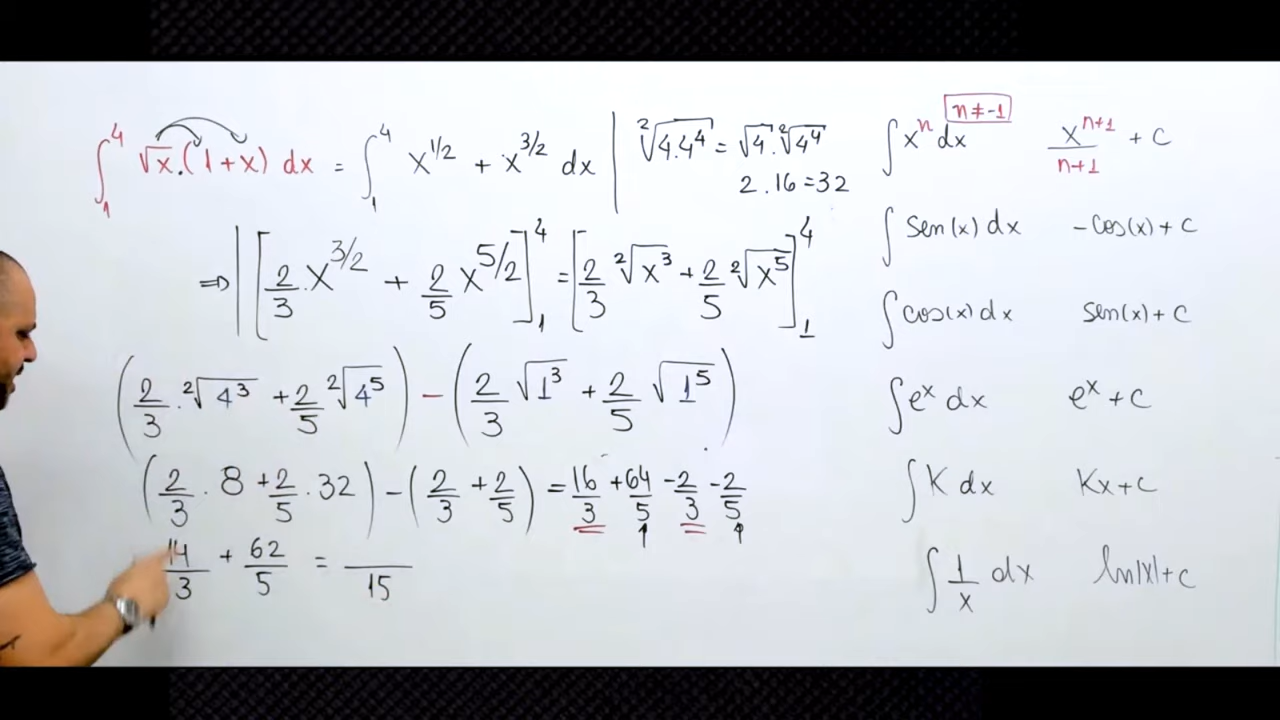 ∫₁⁴ √x.(1+x) dx = ∫₁⁴ x^1/2 + x^3/2 dx | ²√4.4⁴ = √4.²√4⁴
2.16=32
⇒ | [2/3.x^3/2 + 2/5 x^5/2]₁⁴ = [2/3 ²√x³ + 2/5 ²√x⁵]₁⁴
(2/3.²√4³ + 2/5 ²√4⁵) - (2/3 √1³ + 2/5 √1⁵)
(2/3.8 + 2/5.32) - (2/3 + 2/5) = 16/3 + 64/5 - 2/3 - 2/5
14/3 + 62/5 = /15
∫xⁿdx n≠-1 xⁿ⁺¹/n+1 + c
∫Sen(x)dx -cos(x)+c
∫cos(x)dx sen(x)+c
∫eˣ dx eˣ+c
∫K dx Kx+c
∫1/x dx ln|x|+c